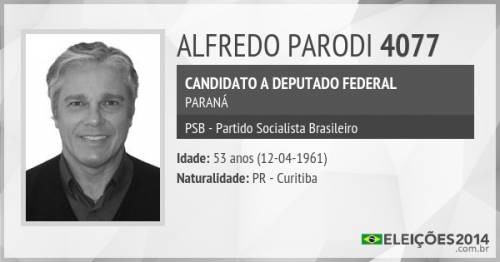 ALFREDO PARODI 4077
CANDIDATO A DEPUTADO FEDERAL
PARANÁ
PSB - Partido Socialista Brasileiro
Idade: 53 anos (12-04-1961)
Naturalidade: PR - Curitiba
ELEIÇÕES2014
.com.br